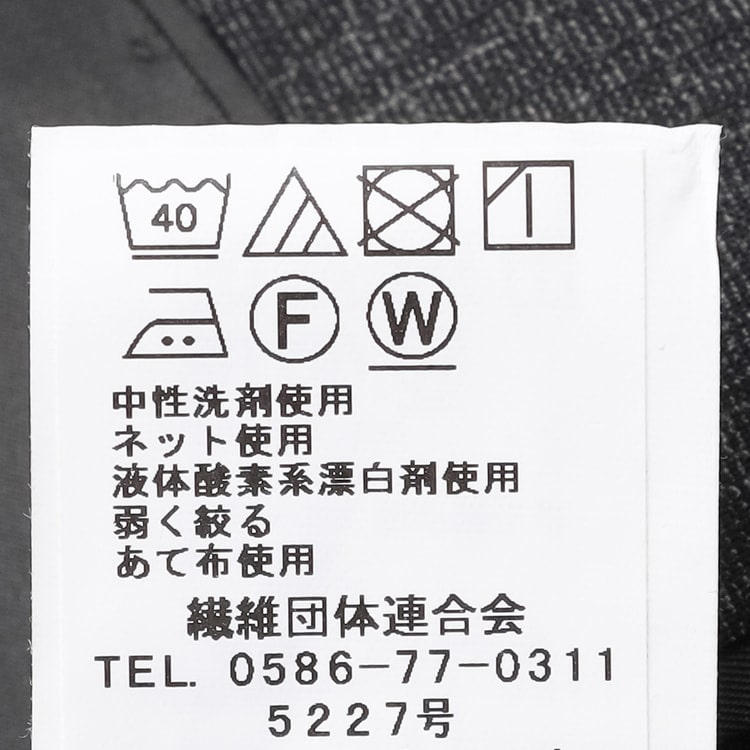 40
F W
中性洗剤使用
ネット使用
液体酸素系漂白剤使用
弱く絞る
あて布使用
繊維団体連合会
TEL. 0586-77-0311
5227号